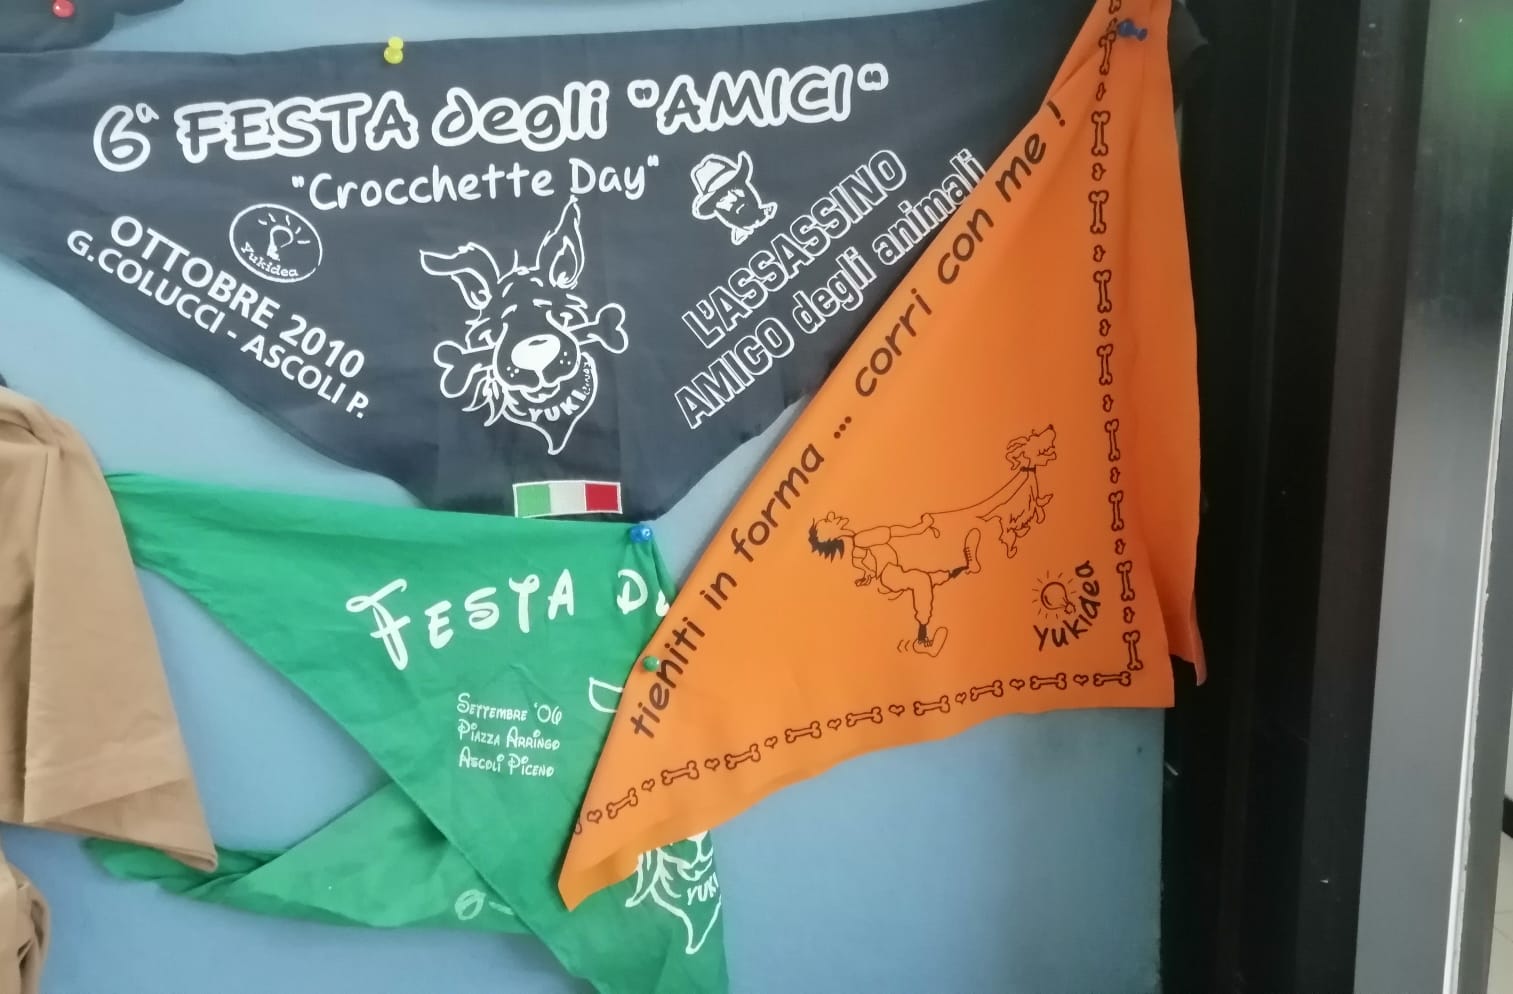 6ª FESTA degli "AMICI"
"Crocchette Day"
Yukidea
OTTOBRE 2010
G.COLUCCI - ASCOLI P.
L'ASSASSINO
AMICO degli animali
YUKI
tieniti in forma ... corri con me !
Yukidea
FESTA
SETTEMBRE '06
PIAZZA ARRINGO
ASCOLI PICENO
YUKI